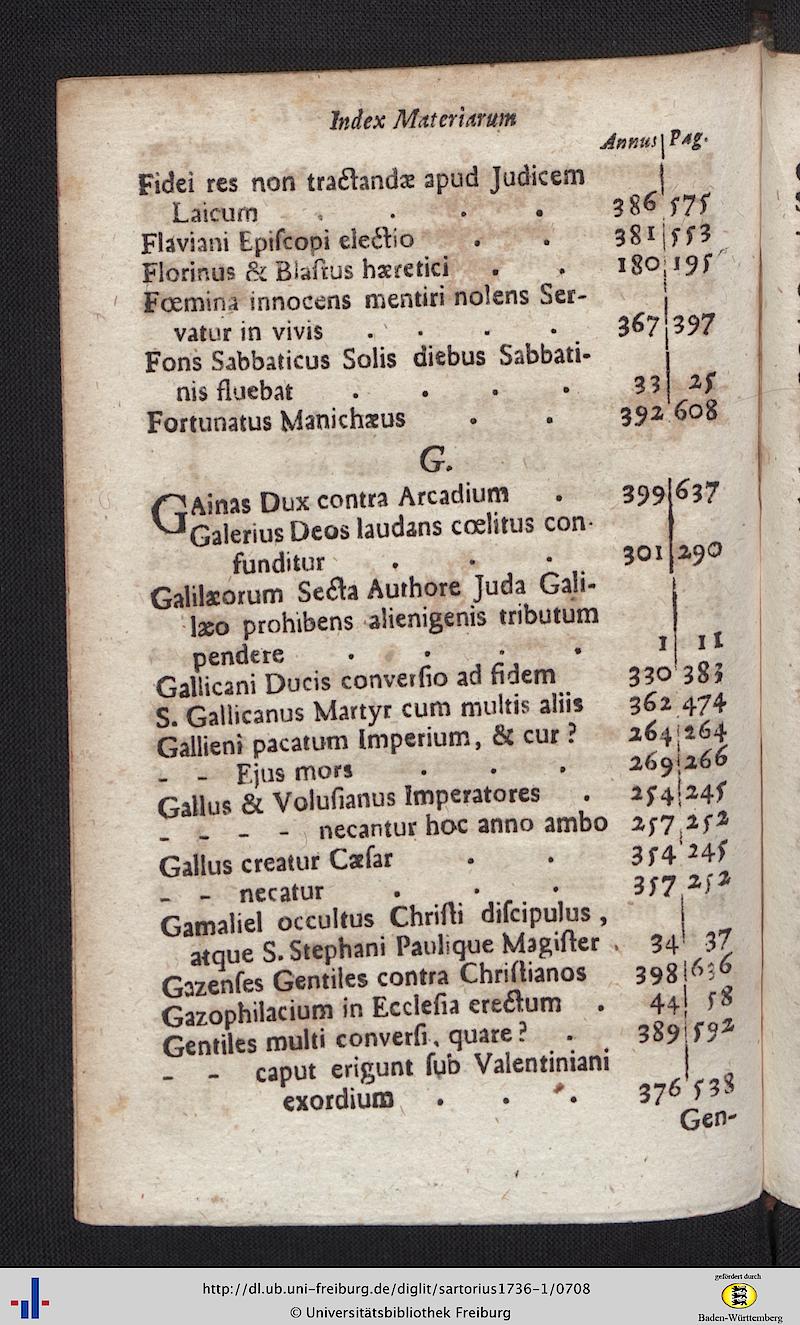 Index Materiarum
Annus Pag.
Fidei res non tractandæ apud Judicem
Laicum . . . . 386 575
Flaviani Episcopi electio . . 381 553
Florinus & Blastus hæretici . . 180 195
Fœmina innocens mentiri nolens Ser-
vatur in vivis . . . . 367 397
Fons Sabbaticus Solis diebus Sabbati-
nis fluebat . . . . 33 25
Fortunatus Manichæus . . 392 608
G.
GAinas Dux contra Arcadium . 399 637
Galerius Deos laudans cœlitus con-
funditur . . . 301 290
Galilæorum Secta Authore Juda Gali-
læo prohibens alienigenis tributum
pendere . . . . 1 11
Gallicani Ducis conversio ad fidem 330 383
S. Gallicanus Martyr cum multis aliis 362 474
Gallieni pacatum Imperium, & cur? 264 264
- - Ejus mors . . . 269 266
Gallus & Volusianus Imperatores . 254 245
- - - - necantur hoc anno ambo 257 252
Gallus creatur Cæsar . . 354 245
- - necatur . . . 357 252
Gamaliel occultus Christi discipulus,
atque S. Stephani Paulique Magister . 34 37
Gazenses Gentiles contra Christianos 398 636
Gazophilacium in Ecclesia erectum . 44 58
Gentiles multi conversi, quare? . 389 592
- - caput erigunt sub Valentiniani
exordium . . . 376 538
Gen-
http://dl.ub.uni-freiburg.de/diglit/sartorius1736-1/0708
© Universitätsbibliothek Freiburg
gefördert durch
Baden-Württemberg